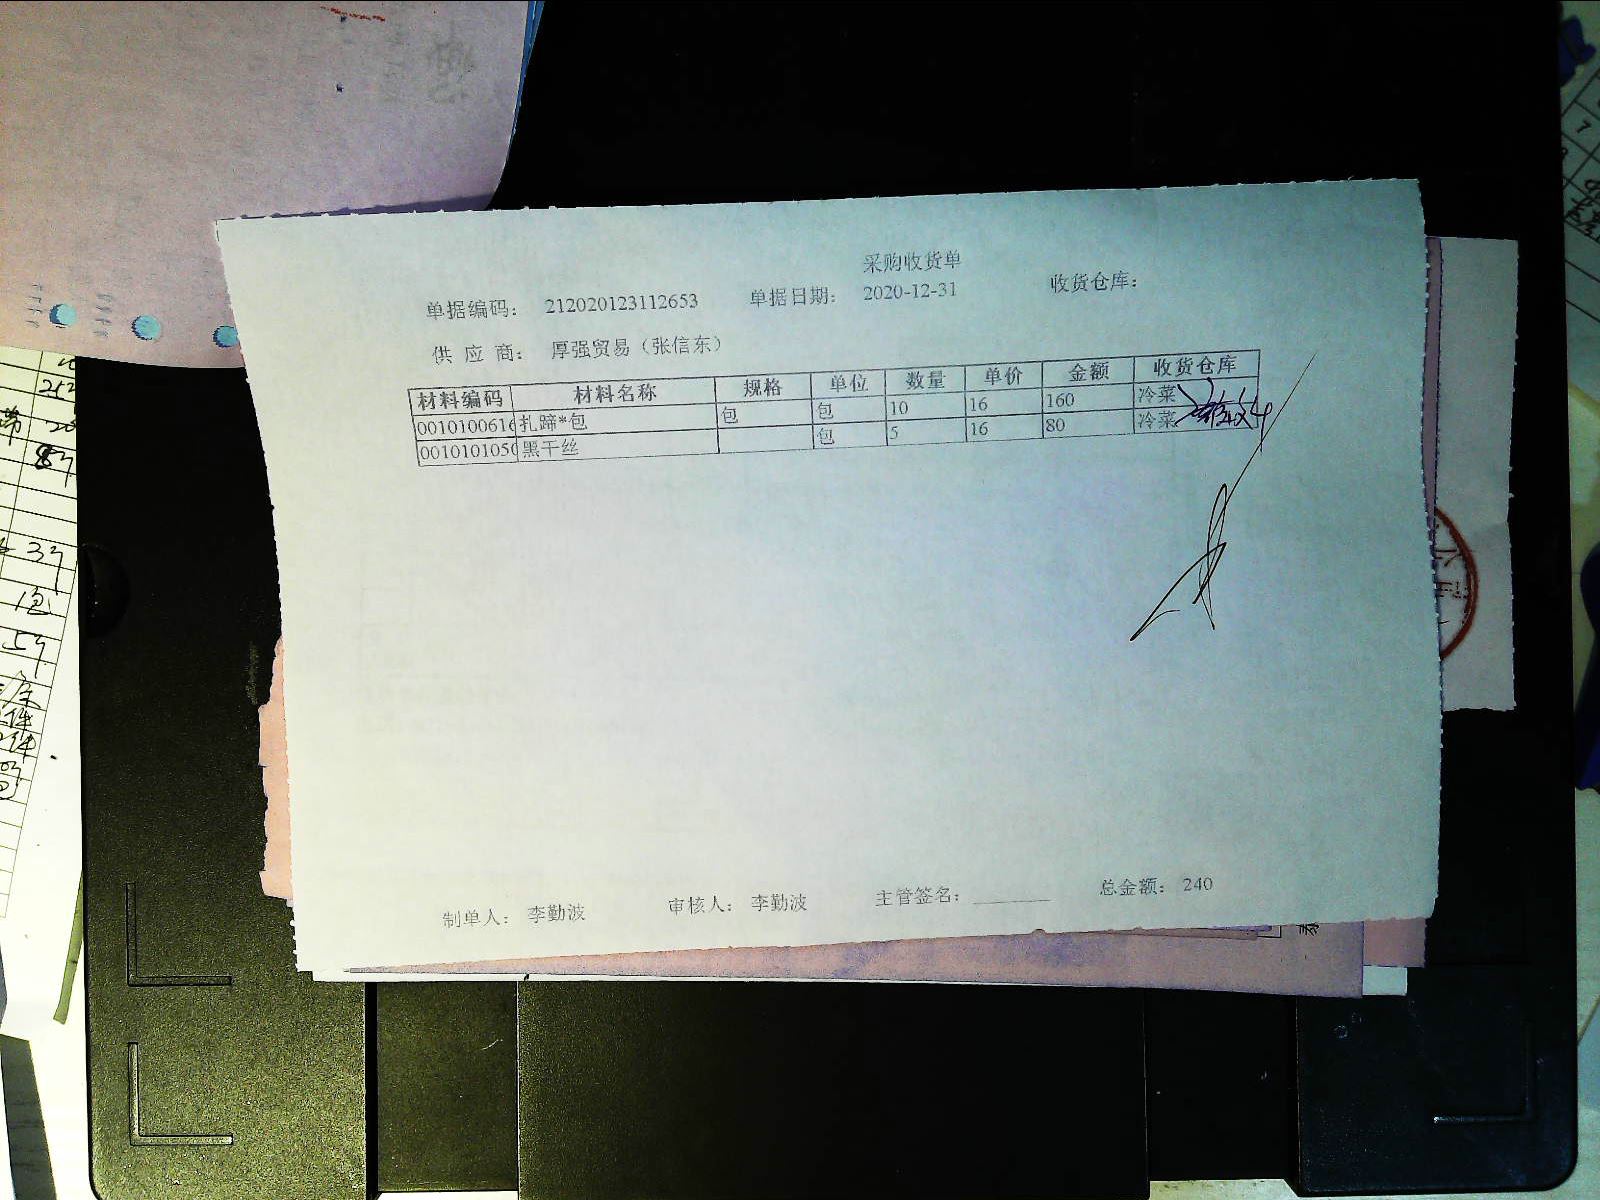 采购收货单
单据编码： 212020123112653 单据日期： 2020-12-31 收货仓库：
供 应 商： 厚强贸易（张信东）
材料编码 材料名称 规格 单位 数量 单价 金额 收货仓库
0010100616 扎蹄*包 包 包 10 16 160 冷菜
0010101050 黑干丝 包 5 16 80 冷菜
制单人： 李勤波 审核人： 李勤波 主管签名： 总金额： 240